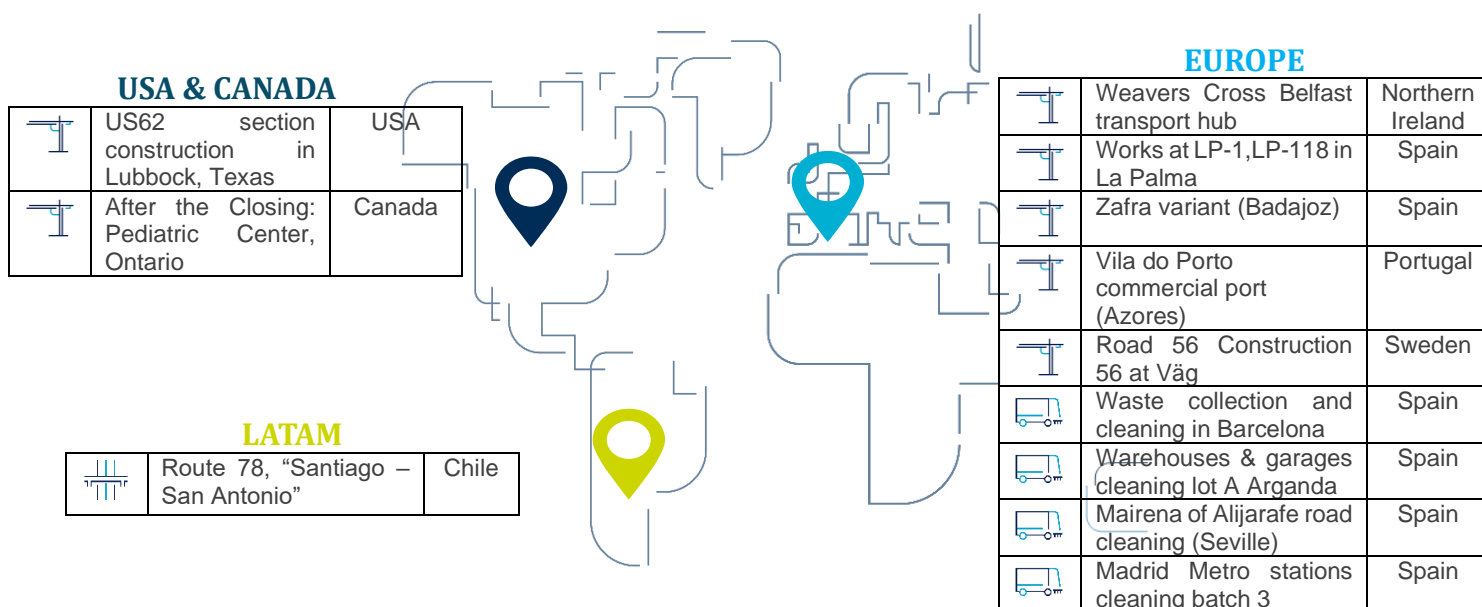 USA & CANADA
US62 section
construction in
Lubbock, Texas
USA
After the Closing:
Pediatric Center,
Ontario
Canada
LATAM
Route 78, “Santiago –
San Antonio”
Chile
EUROPE
Weavers Cross Belfast
transport hub
Northern
Ireland
Works at LP-1,LP-118 in
La Palma
Spain
Zafra variant (Badajoz)
Spain
Vila do Porto
commercial port
(Azores)
Portugal
Road 56 Construction
56 at Väg
Sweden
Waste collection and
cleaning in Barcelona
Spain
Warehouses & garages
cleaning lot A Arganda
Spain
Mairena of Alijarafe road
cleaning (Seville)
Spain
Madrid Metro stations
cleaning batch 3
Spain